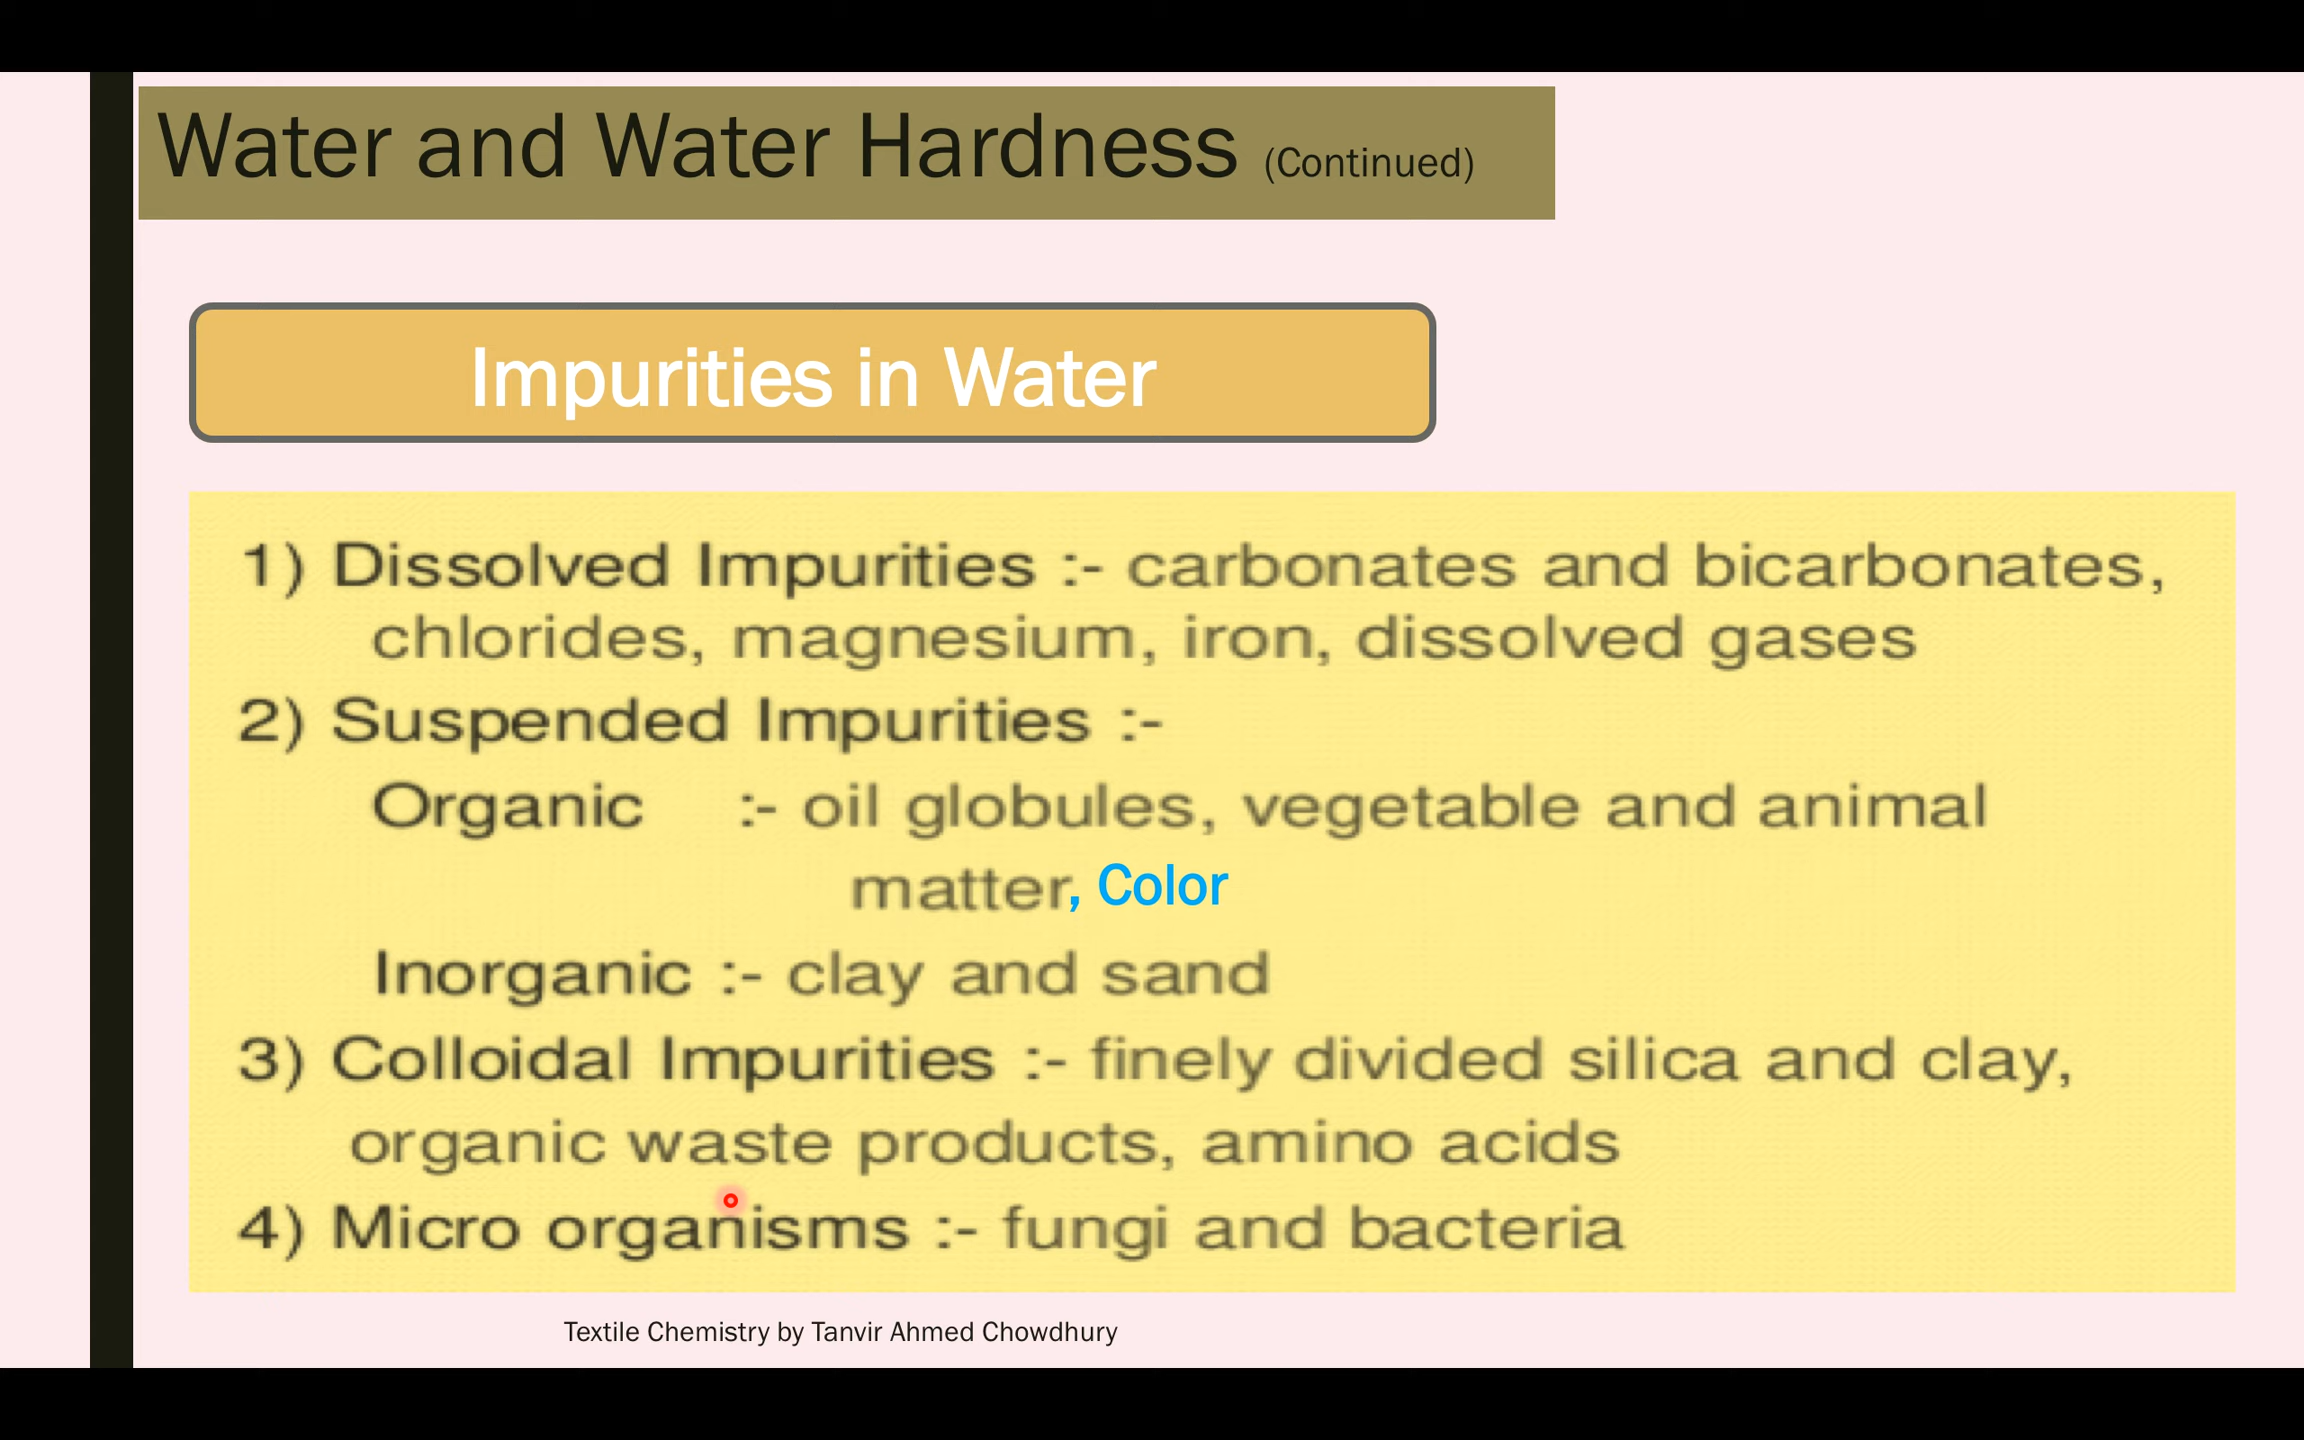 Water and Water Hardness (Continued)
Impurities in Water
1) Dissolved Impurities :- carbonates and bicarbonates,
chlorides, magnesium, iron, dissolved gases
2) Suspended Impurities :-
Organic :- oil globules, vegetable and animal
matter, Color
Inorganic :- clay and sand
3) Colloidal Impurities :- finely divided silica and clay,
organic waste products, amino acids
4) Micro organisms :- fungi and bacteria
Textile Chemistry by Tanvir Ahmed Chowdhury